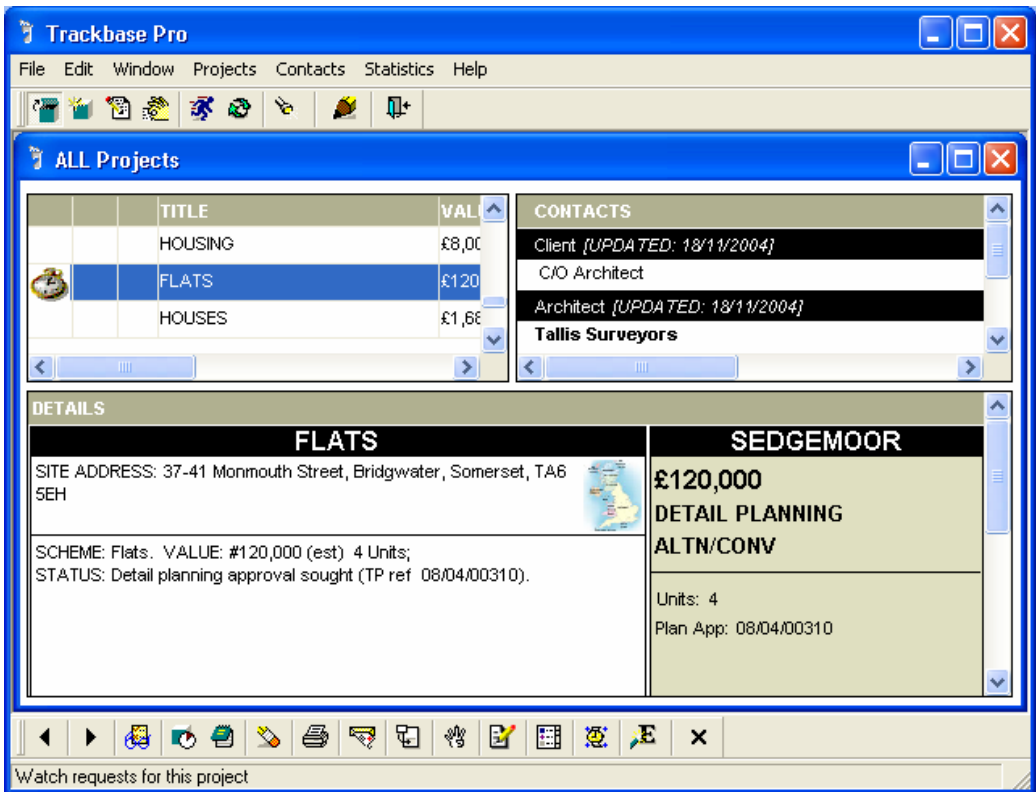 Trackbase Pro
File Edit Window Projects Contacts Statistics Help
ALL Projects
TITLE VALU
HOUSING £8,00
FLATS £120
HOUSES £1,68
CONTACTS
Client [UPDATED: 18/11/2004]
C/O Architect
Architect [UPDATED: 18/11/2004]
Tallis Surveyors
DETAILS
FLATS
SITE ADDRESS: 37-41 Monmouth Street, Bridgwater, Somerset, TA6
5EH
SCHEME: Flats. VALUE: #120,000 (est) 4 Units;
STATUS: Detail planning approval sought (TP ref 08/04/00310).
SEDGEMOOR
£120,000
DETAIL PLANNING
ALTN/CONV
Units: 4
Plan App: 08/04/00310
Watch requests for this project